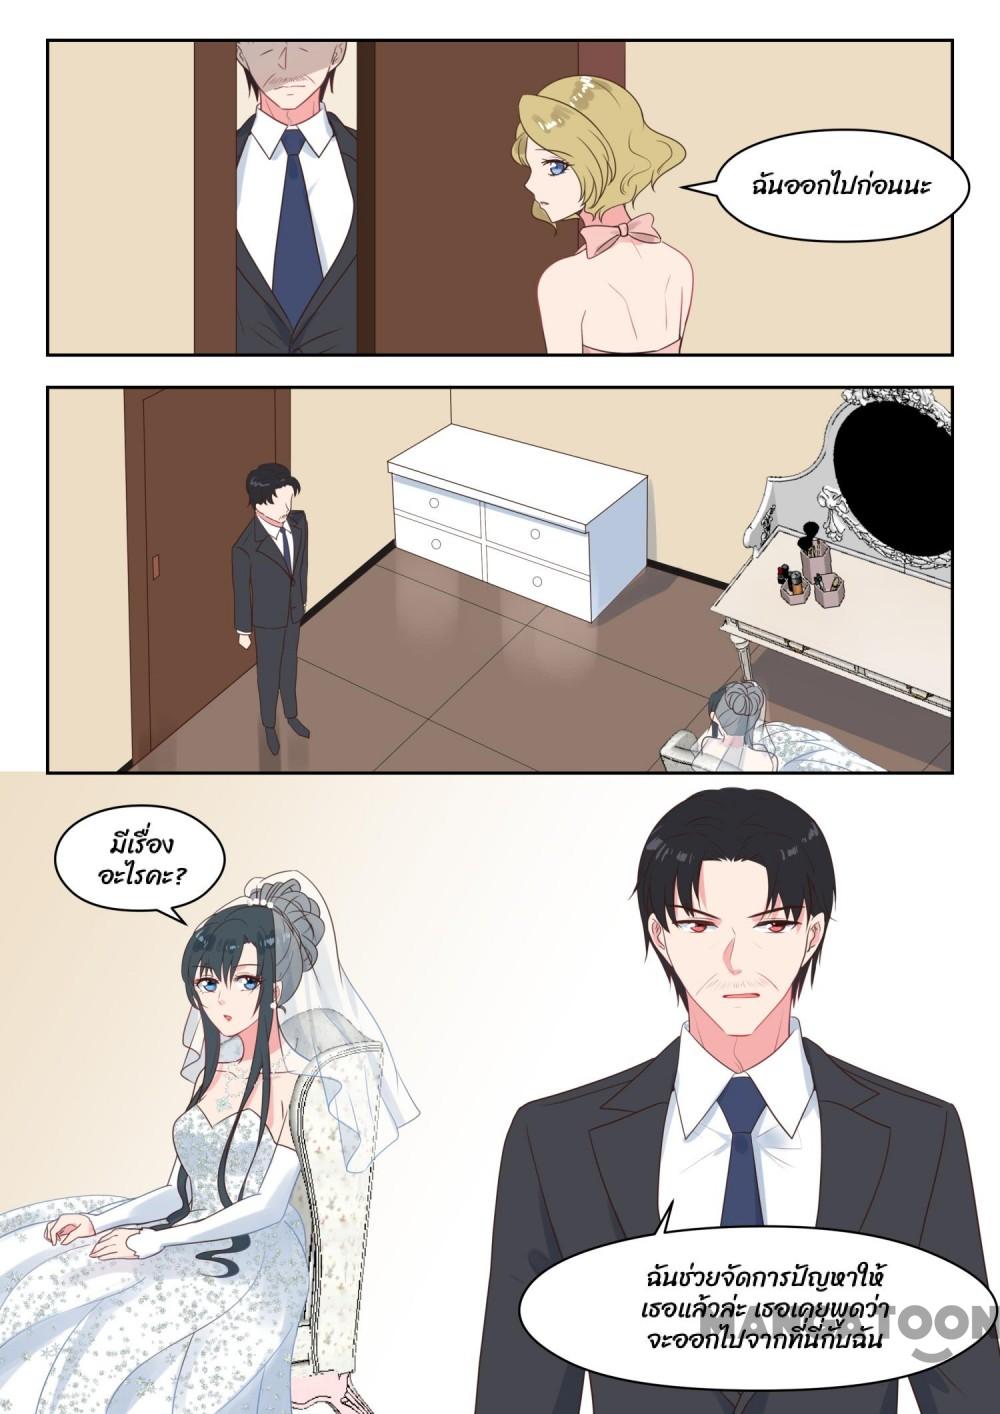 ฉันออกไปก่อนนะ
มีเรื่อง
อะไรคะ?
ฉันช่วยจัดการปัญหาให้
เธอแล้วล่ะ เธอเคยพูดว่า
จะออกไปจากที่นี่กับฉัน
MANGATOON